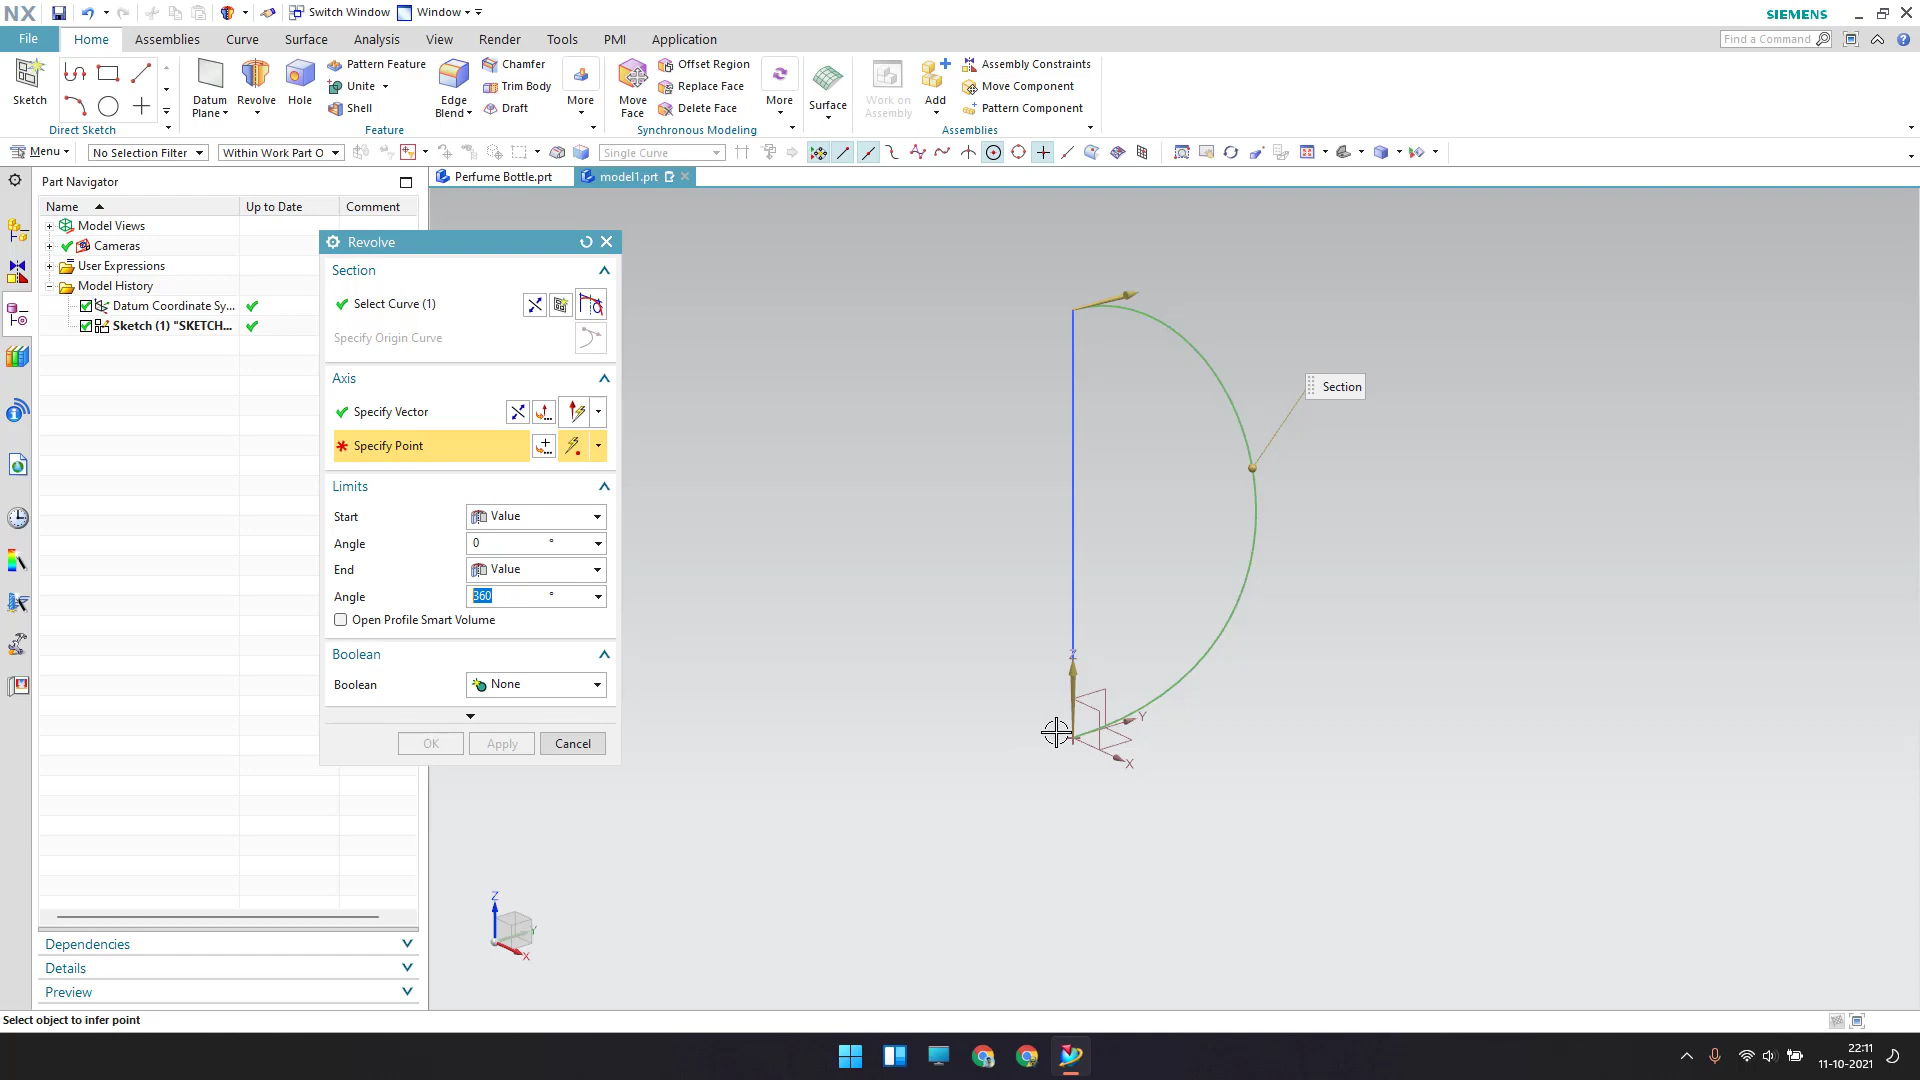 NX
Switch Window
Window
SIEMENS
File
Home
Assemblies
Curve
Surface
Analysis
View
Render
Tools
PMI
Application
Find a Command
Sketch
Datum
Plane
Revolve
Hole
Pattern Feature
Unite
Shell
Edge
Blend
Chamfer
Trim Body
Draft
More
Move
Face
Offset Region
Replace Face
Delete Face
More
Surface
Work on
Assembly
Add
Assembly Constraints
Move Component
Pattern Component
Direct Sketch
Feature
Synchronous Modeling
Assemblies
Menu
No Selection Filter
Within Work Part O
Single Curve
Part Navigator
Perfume Bottle.prt
model1.prt
Name
Up to Date
Comment
Model Views
Cameras
User Expressions
Model History
Datum Coordinate Sy...
Sketch (1) "SKETCH...
Revolve
Section
Select Curve (1)
Specify Origin Curve
Axis
Specify Vector
Specify Point
Limits
Start
Value
Angle
0
°
End
Value
Angle
360
°
Open Profile Smart Volume
Boolean
Boolean
None
OK
Apply
Cancel
Section
Z
Y
X
Z
Y
X
Dependencies
Details
Preview
Select object to infer point
22:11
11-10-2021